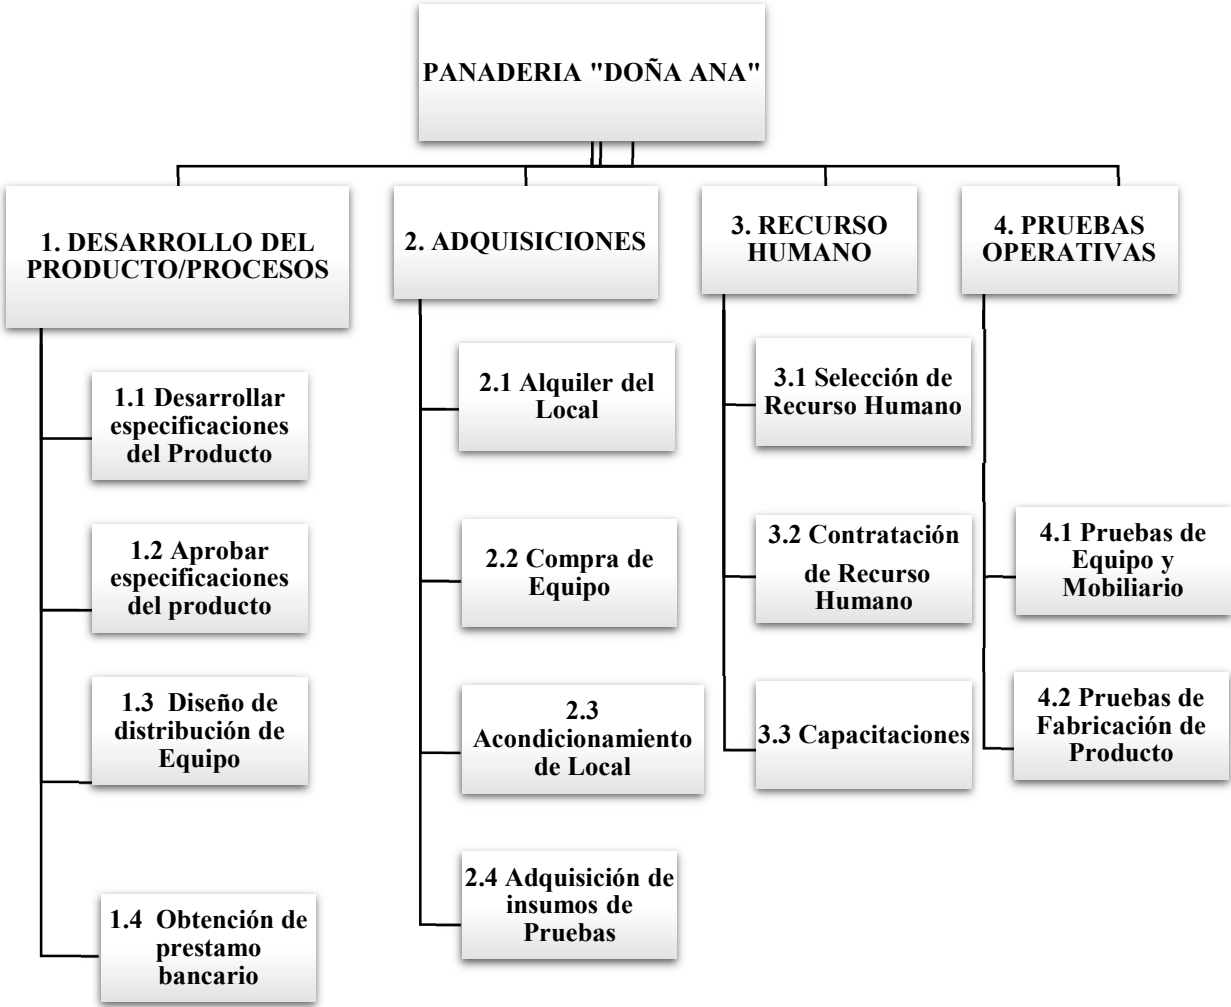 PANADERIA "DOÑA ANA"
1. DESARROLLO DEL
PRODUCTO/PROCESOS
1.1 Desarrollar
especificaciones
del Producto
1.2 Aprobar
especificaciones
del producto
1.3 Diseño de
distribución de
Equipo
1.4 Obtención de
prestamo
bancario
2. ADQUISICIONES
2.1 Alquiler del
Local
2.2 Compra de
Equipo
2.3
Acondicionamiento
de Local
2.4 Adquisición de
insumos de
Pruebas
3. RECURSO
HUMANO
3.1 Selección de
Recurso Humano
3.2 Contratación
de Recurso
Humano
3.3 Capacitaciones
4. PRUEBAS
OPERATIVAS
4.1 Pruebas de
Equipo y
Mobiliario
4.2 Pruebas de
Fabricación de
Producto